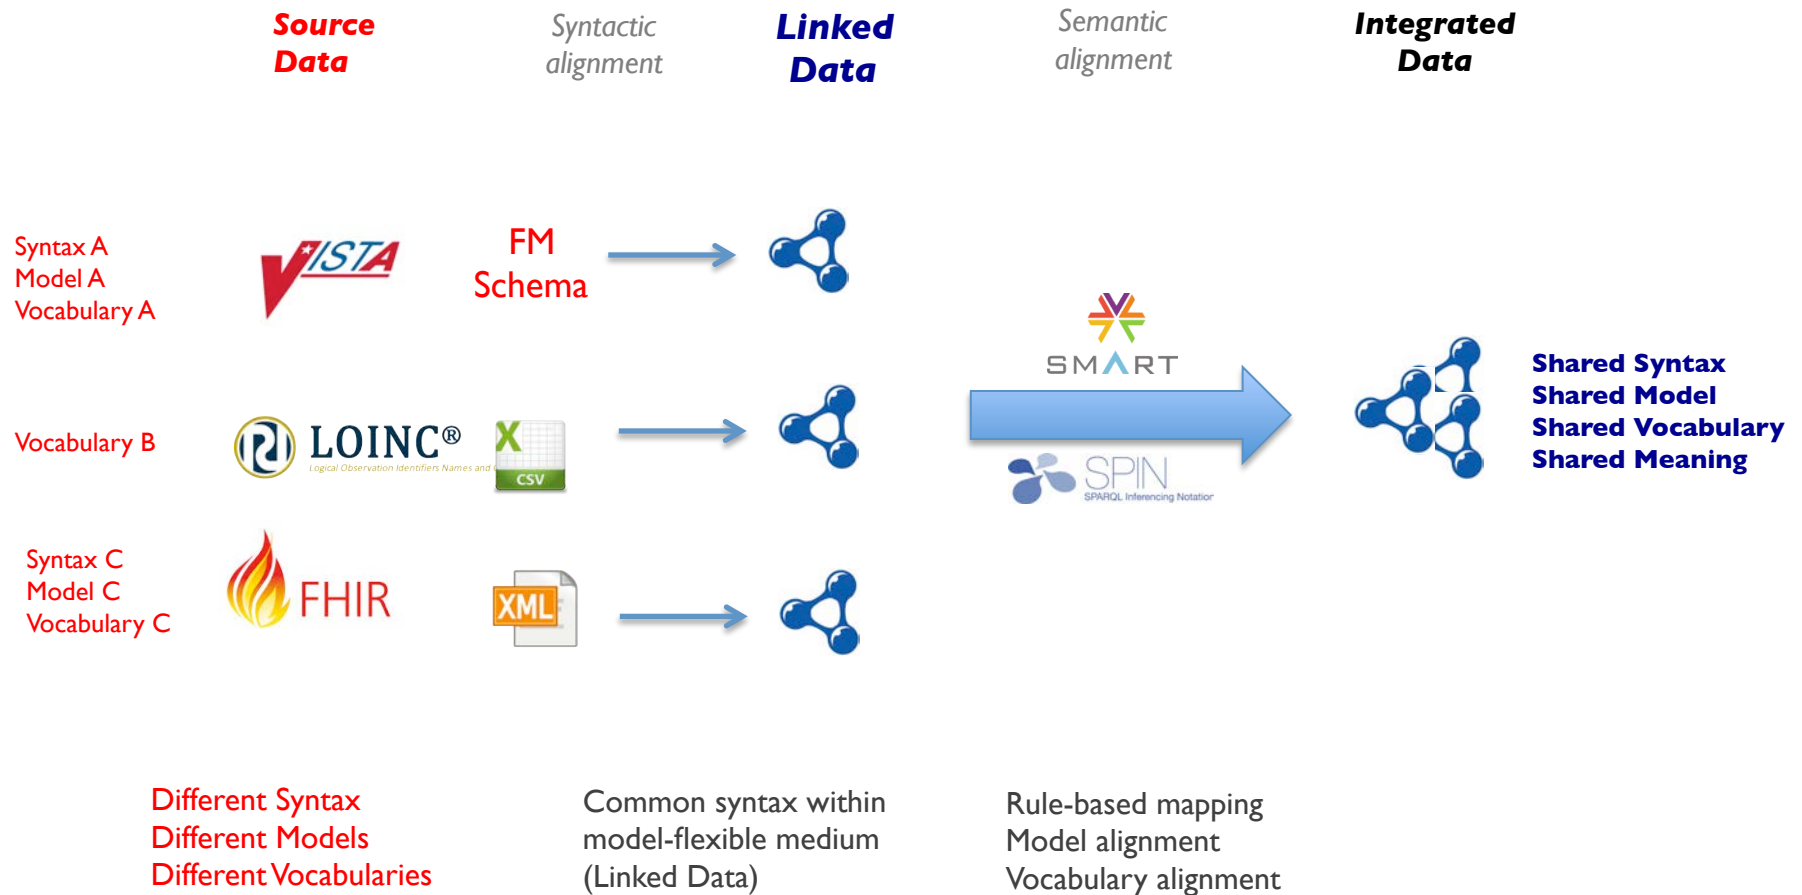 Source
Data
Syntactic
alignment
Linked
Data
Semantic
alignment
Integrated
Data
Syntax A
Model A
Vocabulary A
VISTA
FM
Schema
SMART
Shared Syntax
Shared Model
Shared Vocabulary
Shared Meaning
Vocabulary B
LOINC®
Logical Observation Identifiers Names and
X
CSV
SPIN
SPARQL Inferencing Notation
Syntax C
Model C
Vocabulary C
FHIR
XML
Different Syntax
Different Models
Different Vocabularies
Common syntax within
model-flexible medium
(Linked Data)
Rule-based mapping
Model alignment
Vocabulary alignment